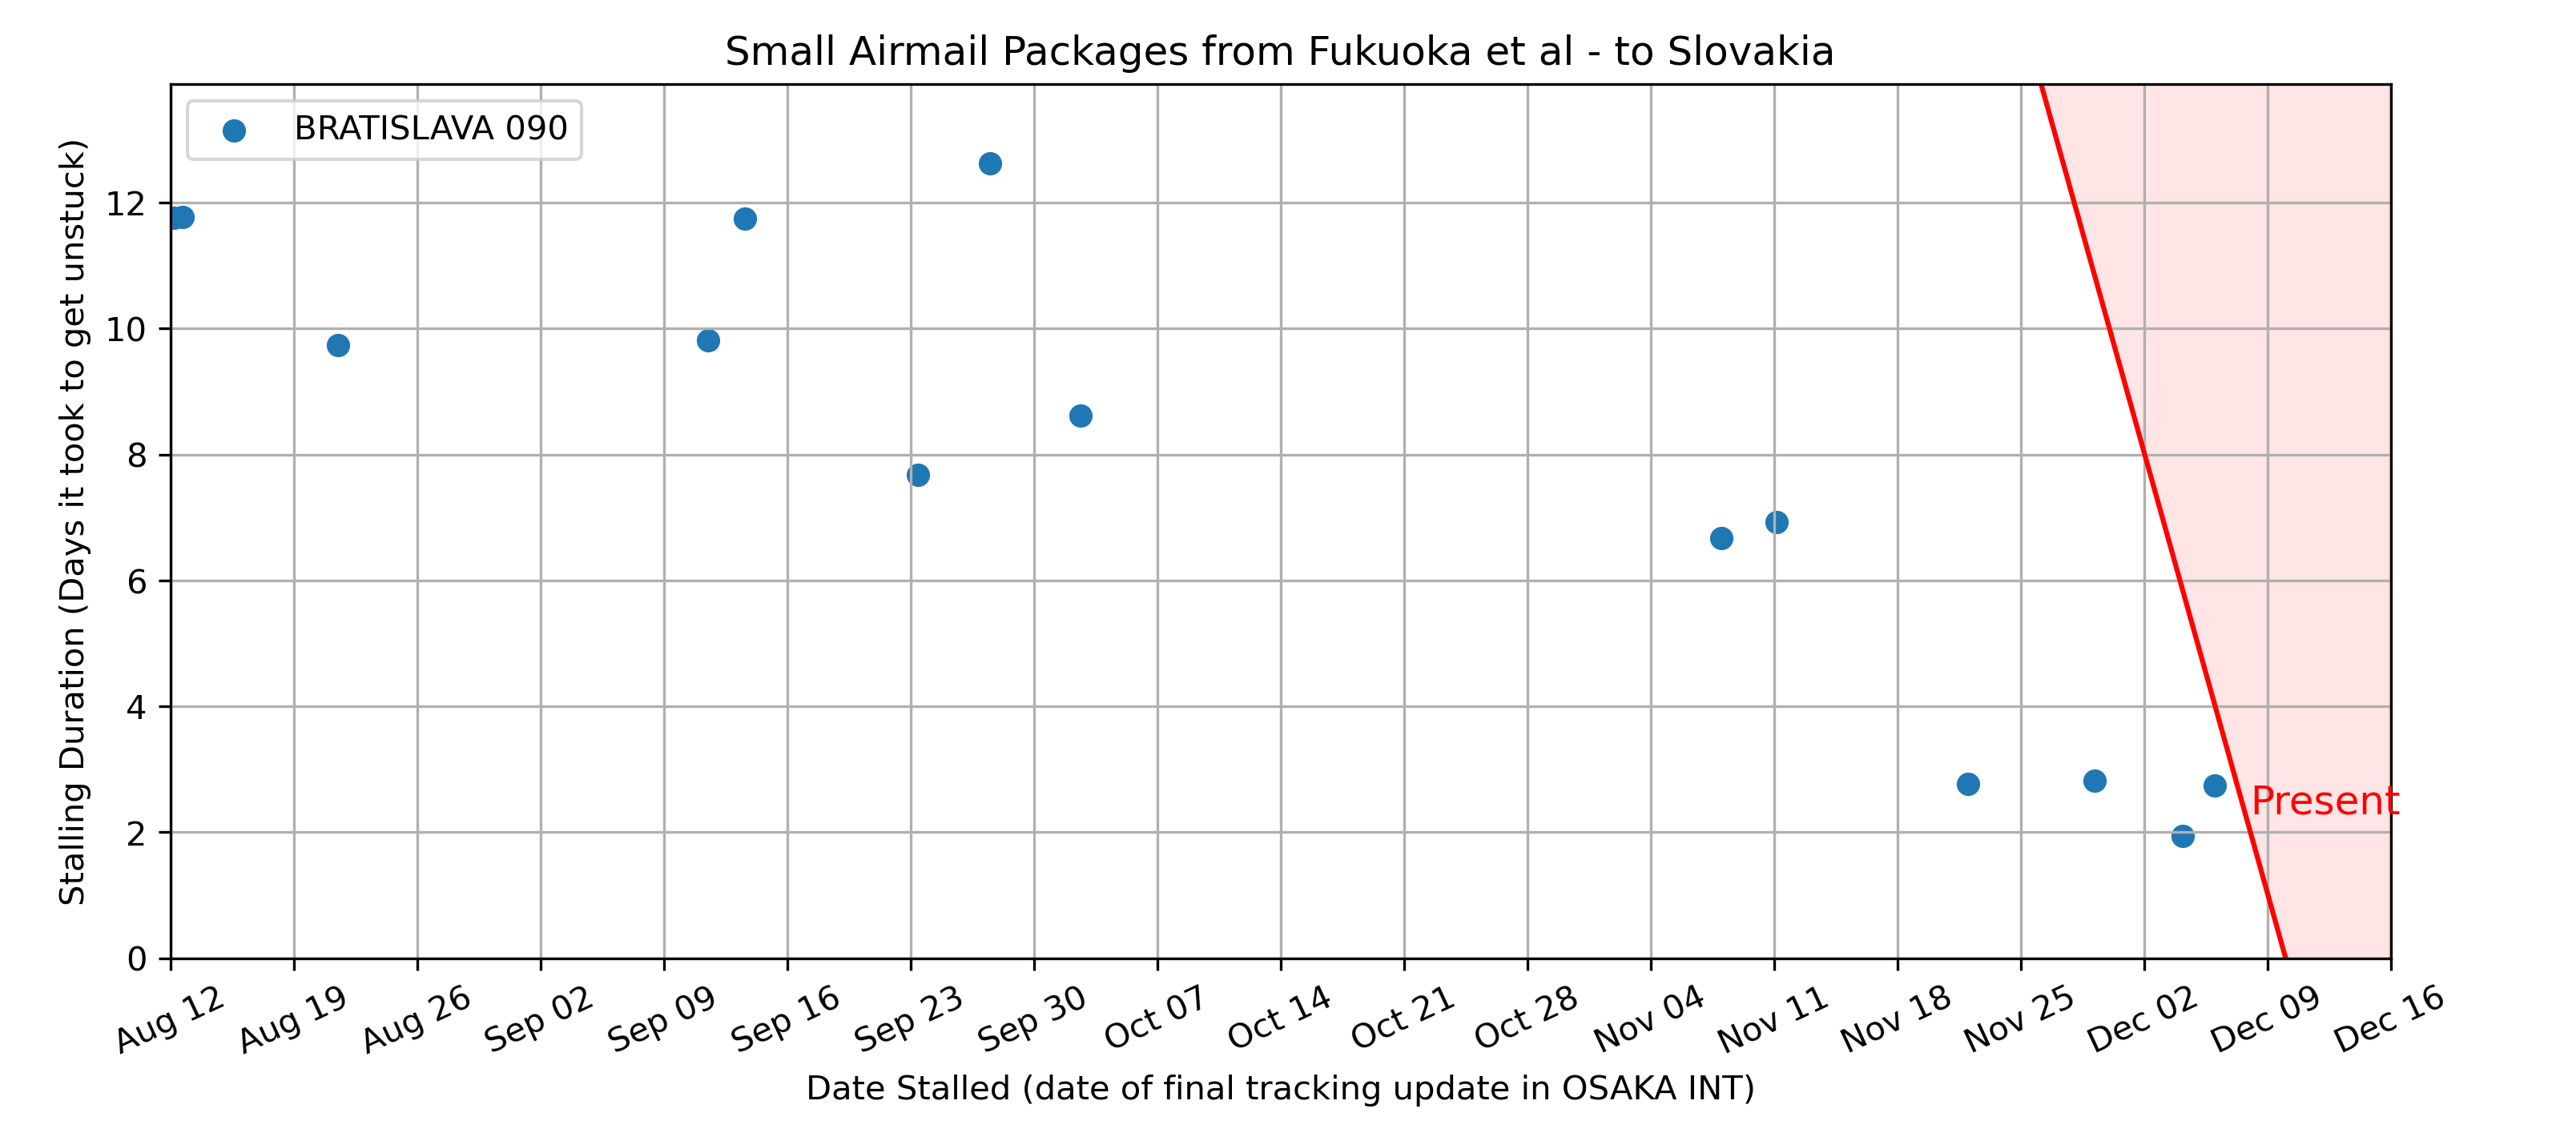 Small Airmail Packages from Fukuoka et al - to Slovakia
BRATISLAVA 090
Stalling Duration (Days it took to get unstuck)
12
10
8
6
4
2
0
Present
Aug 12 Aug 19 Aug 26 Sep 02 Sep 09 Sep 16 Sep 23 Sep 30 Oct 07 Oct 14 Oct 21 Oct 28 Nov 04 Nov 11 Nov 18 Nov 25 Dec 02 Dec 09 Dec 16
Date Stalled (date of final tracking update in OSAKA INT)